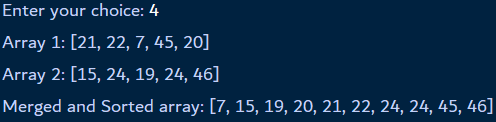 Enter your choice: 4
Array 1: [21, 22, 7, 45, 20]
Array 2: [15, 24, 19, 24, 46]
Merged and Sorted array: [7, 15, 19, 20, 21, 22, 24, 24, 45, 46]